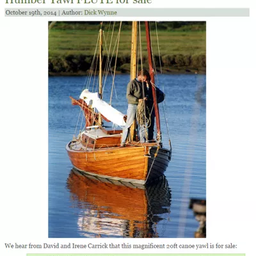 Humber Yawl FLUTE for sale
October 19th, 2014 | Author: Dick Wynne
We hear from David and Irene Carrick that this magnificent 20ft canoe yawl is for sale: